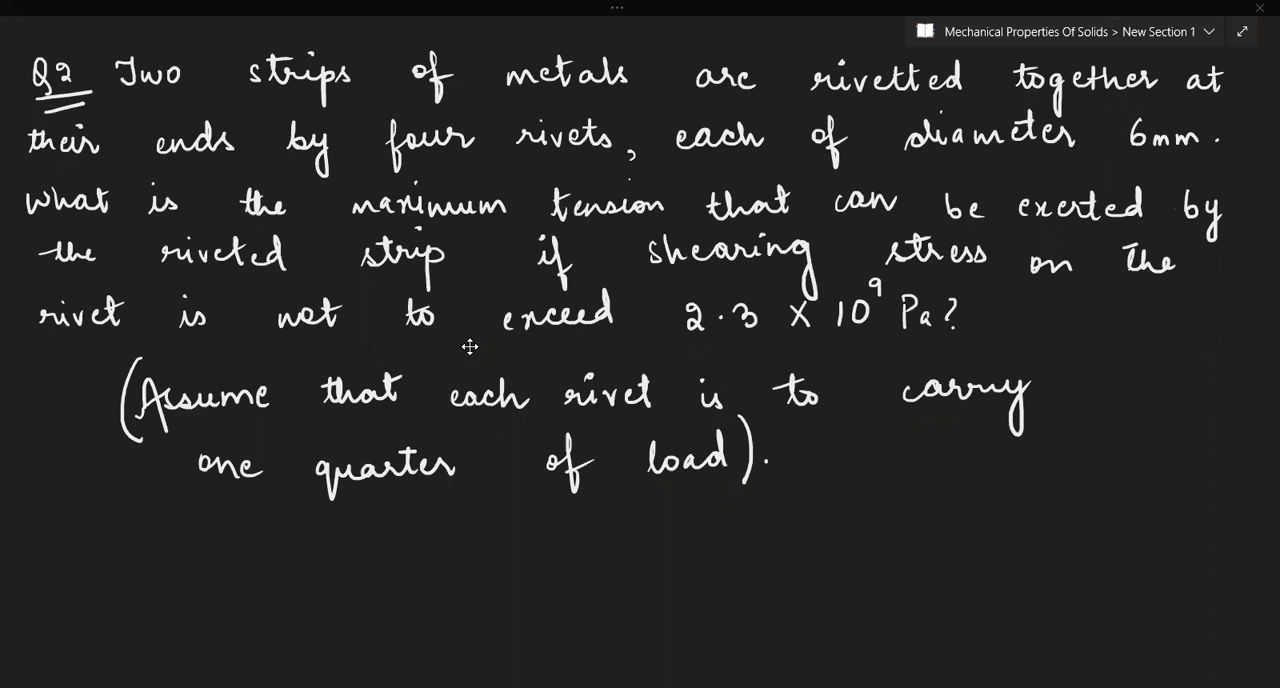 Mechanical Properties Of Solids > New Section 1
Q2 Two strips of metals are rivetted together at
their ends by four rivets, each of diameter 6mm.
What is the maximum tension that can be exerted by
the riveted strip if shearing stress on the
rivet is not to exceed 2.3 X 10⁹ Pa?
(Assume that each rivet is to carry
one quarter of load).